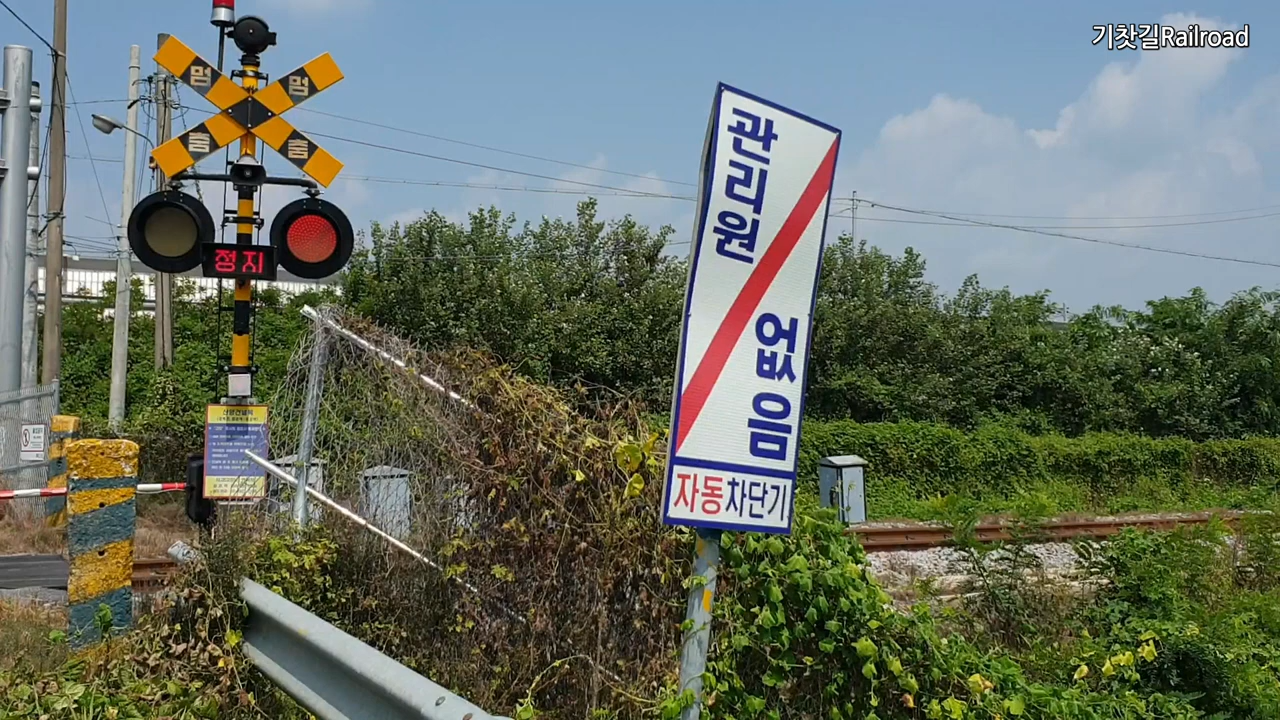 기찻길Railroad
멈 멈
춤 춤
정지
관리원
없음
자동차단기